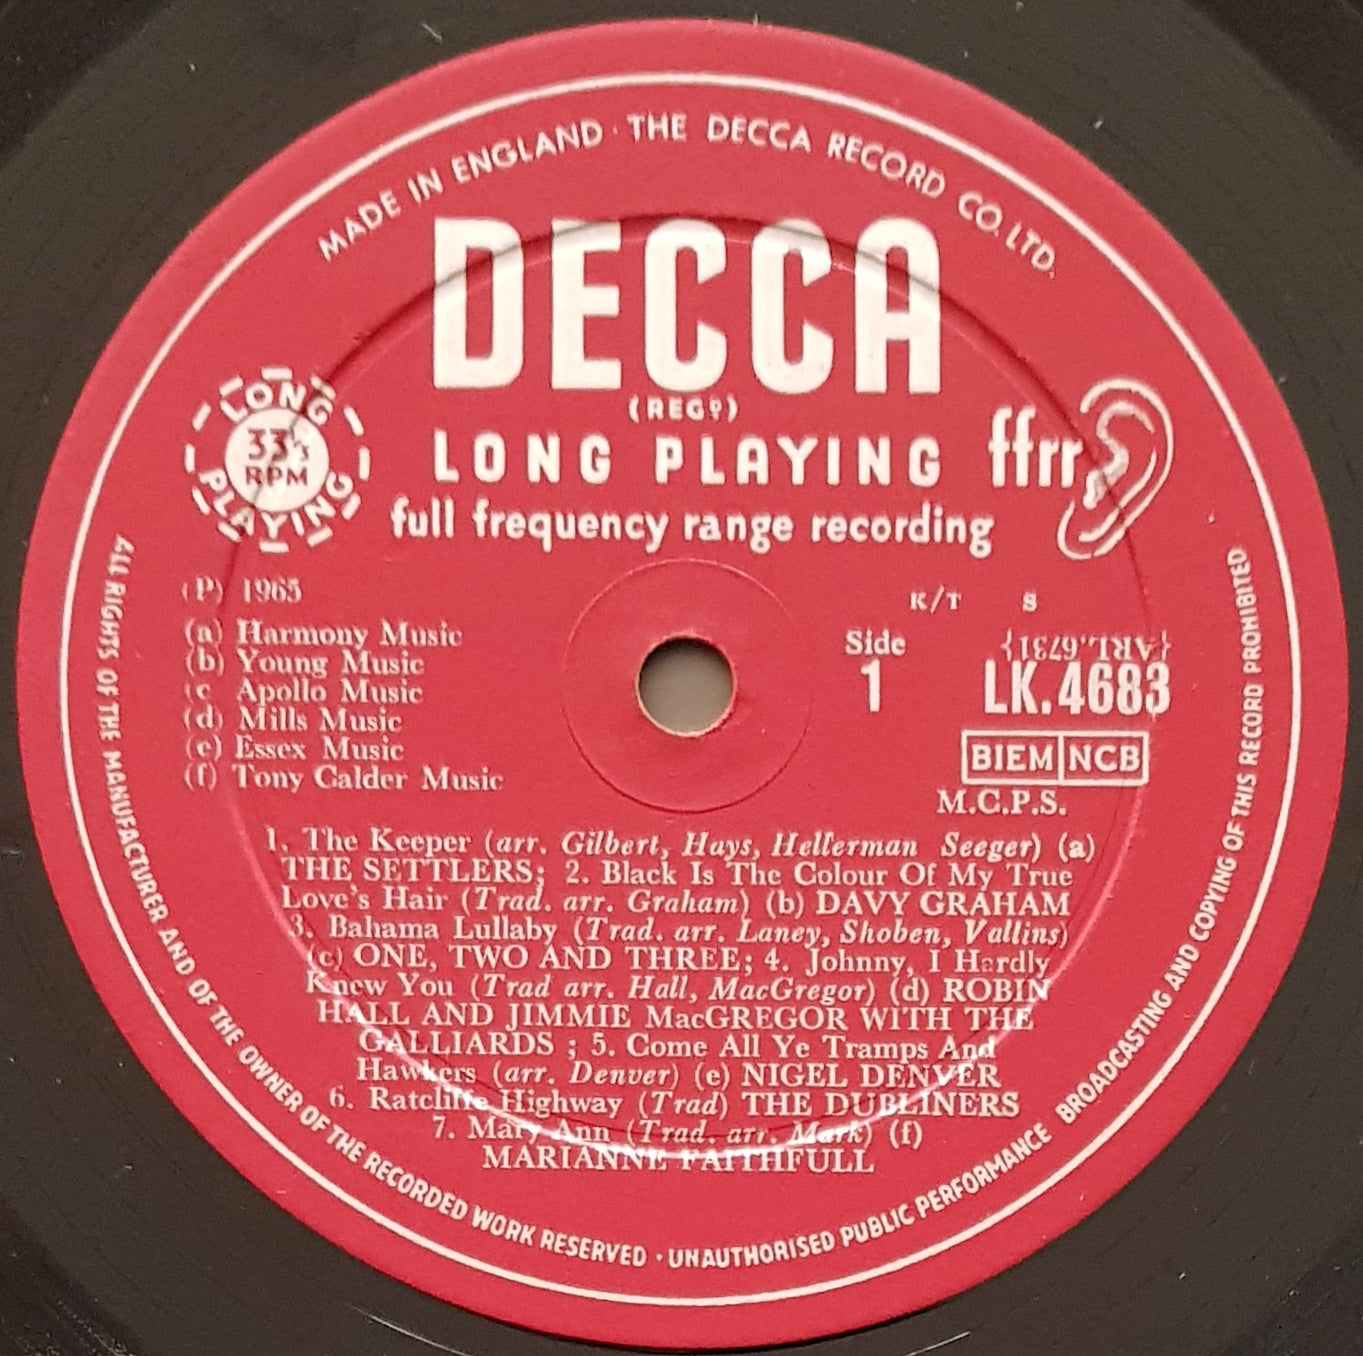 MADE IN ENGLAND · THE DECCA RECORD CO. LTD.
DECCA
(REGD)
LONG PLAYING
ffrr
full frequency range recording
LONG
33⅓
RPM
PLAYING
(P) 1965
K/T S
(a) Harmony Music
(b) Young Music
(c Apollo Music
(d) Mills Music
(e) Essex Music
(f) Tony Calder Music
Side
1
{ARL.6731}
LK.4683
BIEM NCB
M.C.P.S.
1. The Keeper (arr. Gilbert, Hays, Hellerman Seeger) (a)
THE SETTLERS; 2. Black Is The Colour Of My True
Love's Hair (Trad. arr. Graham) (b) DAVY GRAHAM
3. Bahama Lullaby (Trad. arr. Laney, Shoben, Vallins)
(c) ONE, TWO AND THREE; 4. Johnny, I Hardly
Knew You (Trad arr. Hall, MacGregor) (d) ROBIN
HALL AND JIMMIE MacGREGOR WITH THE
GALLIARDS ; 5. Come All Ye Tramps And
Hawkers (arr. Denver) (e) NIGEL DENVER
6. Ratcliffe Highway (Trad) THE DUBLINERS
7. Mary Ann (Trad. arr. Mark) (f)
MARIANNE FAITHFULL
ALL RIGHTS OF THE MANUFACTURER AND OF THE OWNER OF THE RECORDED WORK RESERVED · UNAUTHORISED PUBLIC PERFORMANCE BROADCASTING AND COPYING OF THIS RECORD PROHIBITED